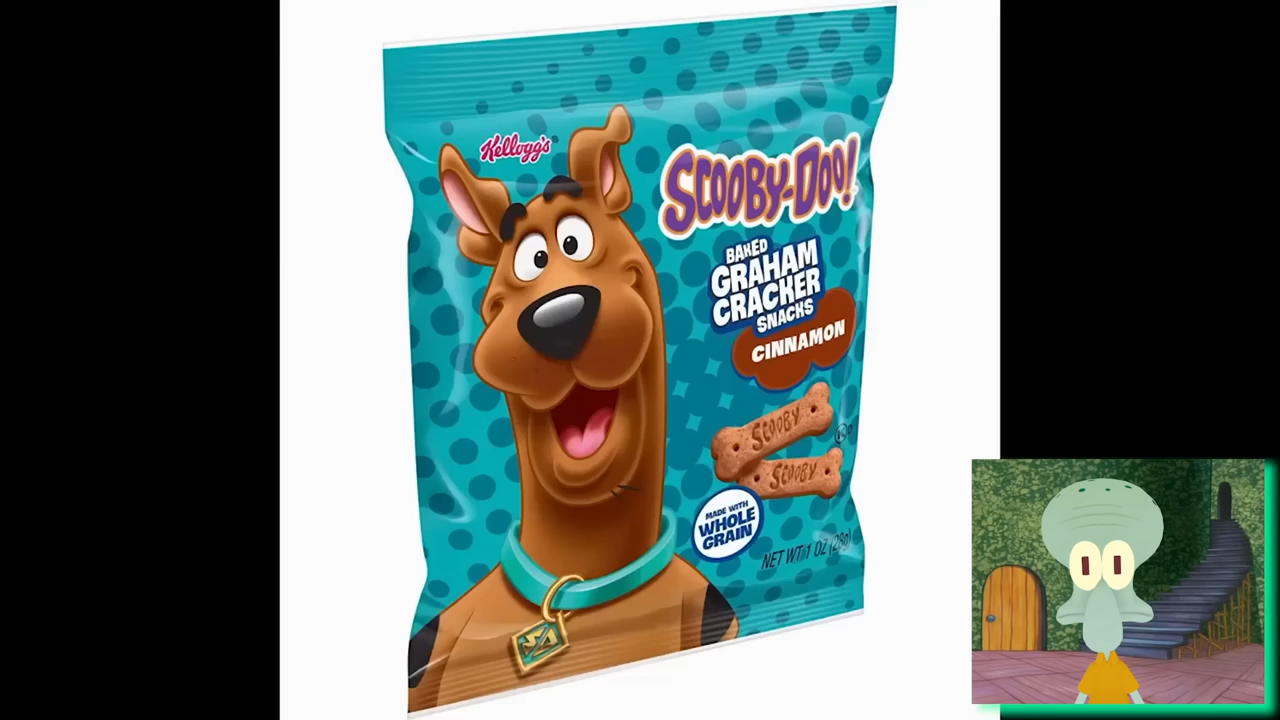 Kellogg's
SCOOBY-DOO!
BAKED
GRAHAM
CRACKER
SNACKS
CINNAMON
SCOOBY
SCOOBY
MADE WITH
WHOLE
GRAIN
NET WT 1 OZ (28g)